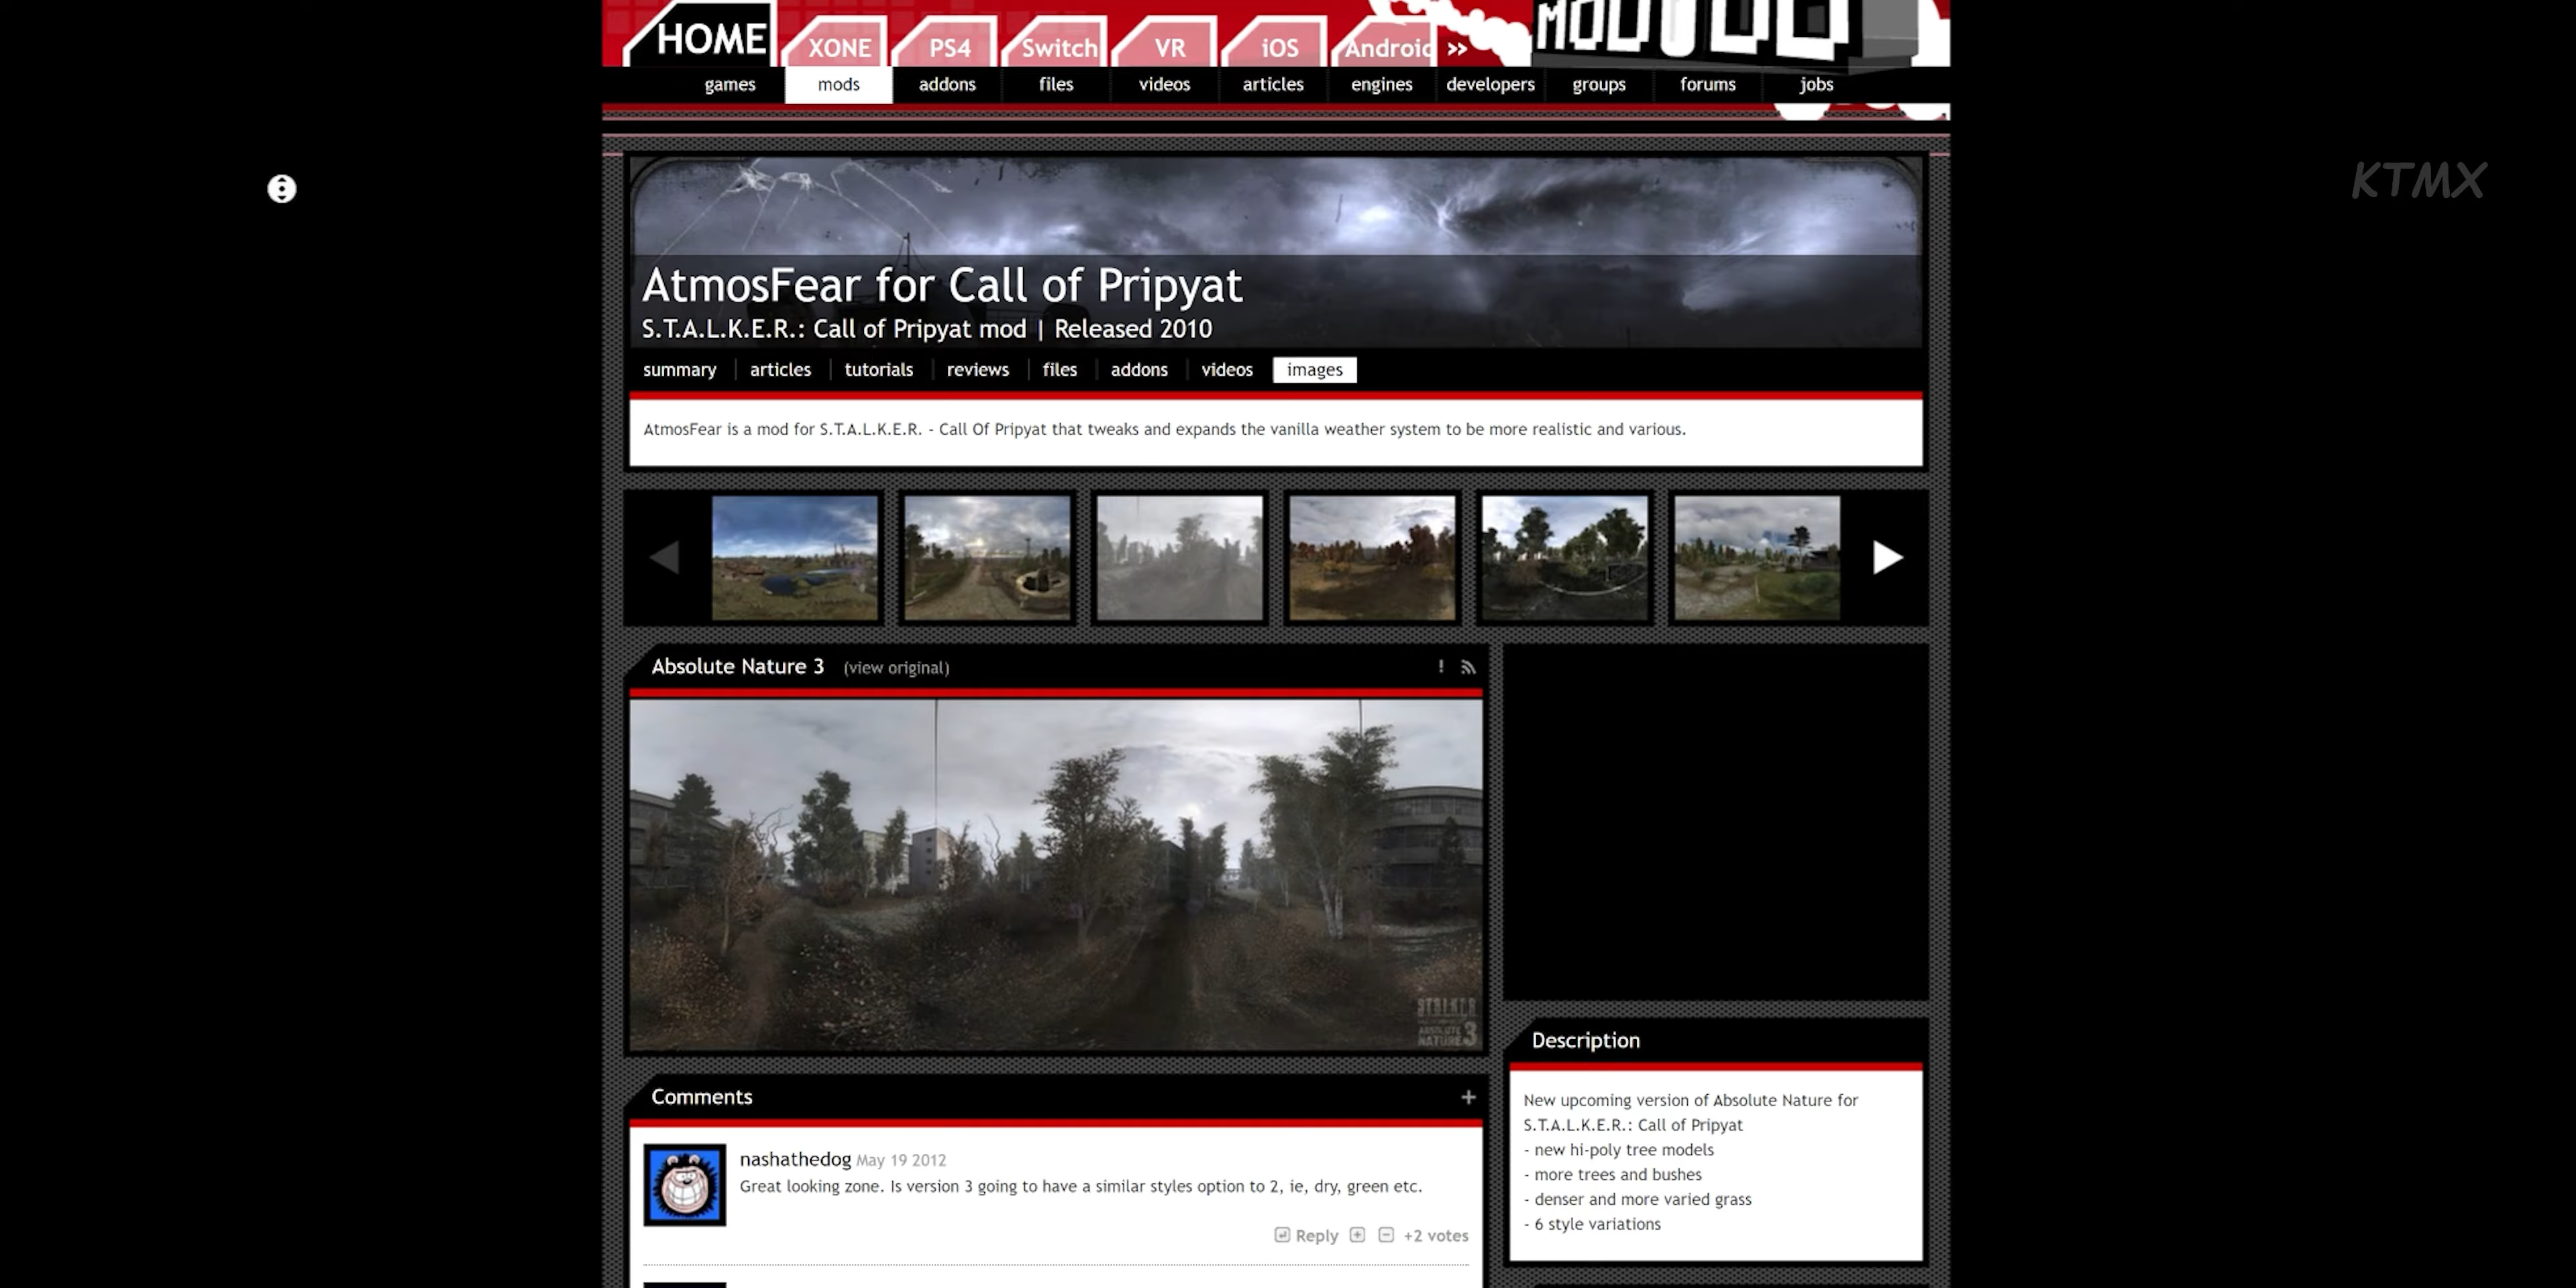 HOME XONE PS4 Switch VR iOS Android >>
games mods addons files videos articles engines developers groups forums jobs
KTMX
AtmosFear for Call of Pripyat
S.T.A.L.K.E.R.: Call of Pripyat mod | Released 2010
summary articles tutorials reviews files addons videos images
AtmosFear is a mod for S.T.A.L.K.E.R. - Call Of Pripyat that tweaks and expands the vanilla weather system to be more realistic and various.
Absolute Nature 3 (view original)
STALKER
ABSOLUTE
NATURE 3
Comments
nashathedog May 19 2012
Great looking zone. Is version 3 going to have a similar styles option to 2, ie, dry, green etc.
Reply +2 votes
Description
New upcoming version of Absolute Nature for
S.T.A.L.K.E.R.: Call of Pripyat
- new hi-poly tree models
- more trees and bushes
- denser and more varied grass
- 6 style variations